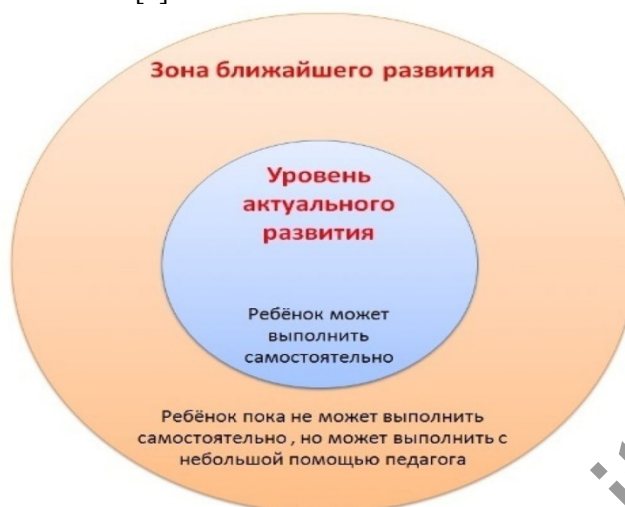 Зона ближайшего развития
Уровень
актуального
развития
Ребёнок может
выполнить
самостоятельно
Ребёнок пока не может выполнить
самостоятельно , но может выполнить с
небольшой помощью педагога